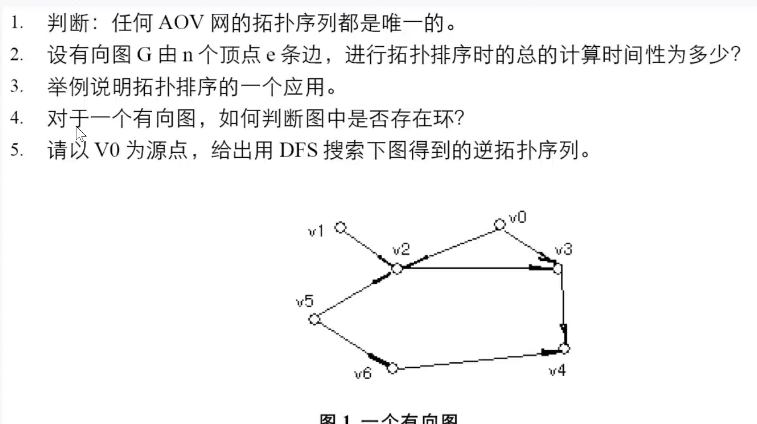 1. 判断：任何 AOV 网的拓扑序列都是唯一的。
2. 设有向图 G 由 n 个顶点 e 条边，进行拓扑排序时的总的计算时间性为多少？
3. 举例说明拓扑排序的一个应用。
4. 对于一个有向图，如何判断图中是否存在环？
5. 请以 V0 为源点，给出用 DFS 搜索下图得到的逆拓扑序列。
v0
v1
v2
v3
v5
v6
v4
图 1 一个有向图